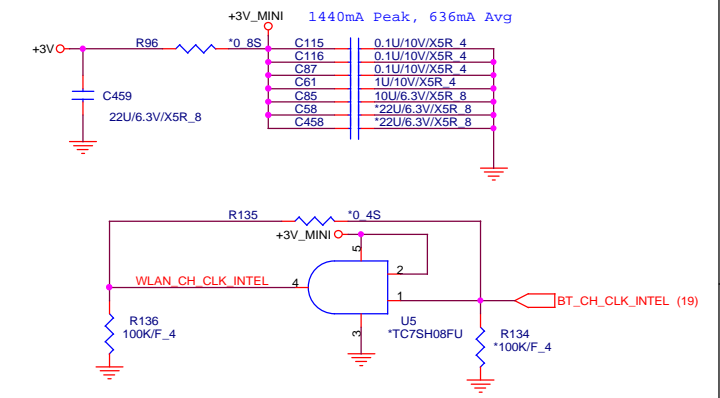 +3V_MINI 1440mA Peak, 636mA Avg
+3V R96 *0_8S
C115 0.1U/10V/X5R_4
C116 0.1U/10V/X5R_4
C87 0.1U/10V/X5R_4
C61 1U/10V/X5R_4
C85 10U/6.3V/X5R_8
C58 *22U/6.3V/X5R_8
C458 *22U/6.3V/X5R_8
C459
22U/6.3V/X5R_8
R135 *0_4S
+3V_MINI
5
2
WLAN_CH_CLK_INTEL 4
1
BT_CH_CLK_INTEL (19)
3
U5
*TC7SH08FU
R136
100K/F_4
R134
*100K/F_4